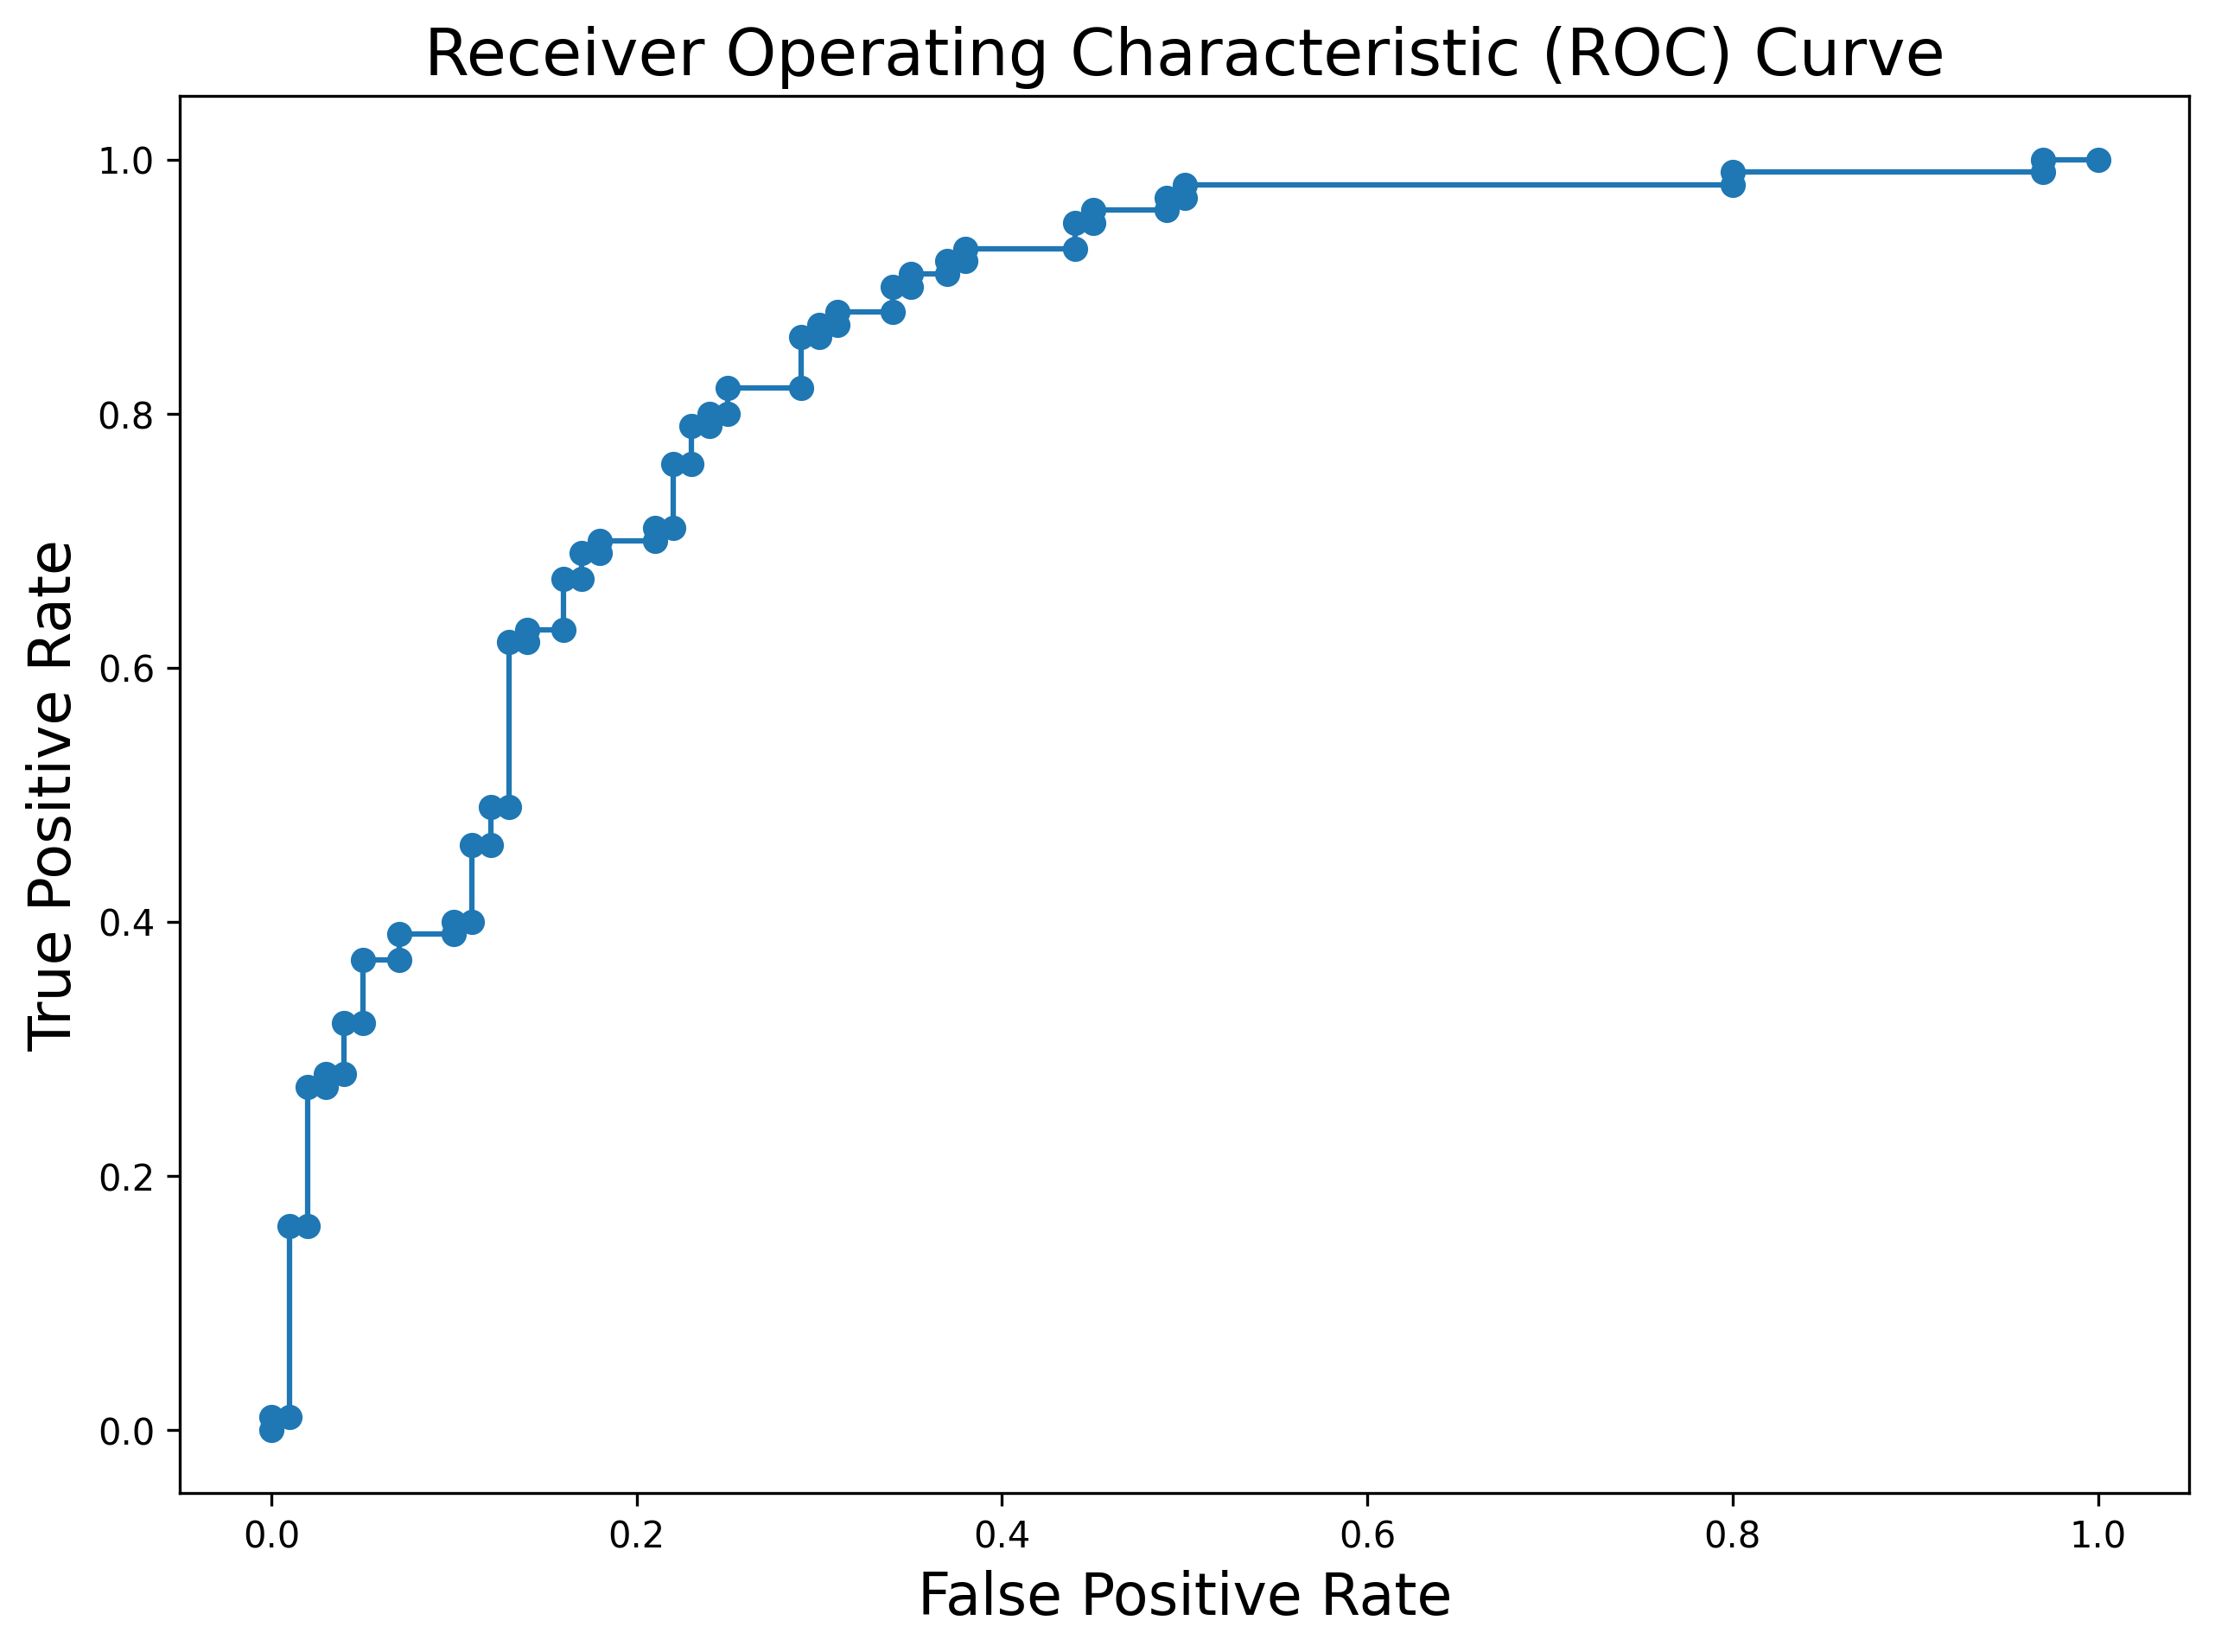 Receiver Operating Characteristic (ROC) Curve
True Positive Rate
1.0
0.8
0.6
0.4
0.2
0.0
0.0 0.2 0.4 0.6 0.8 1.0
False Positive Rate